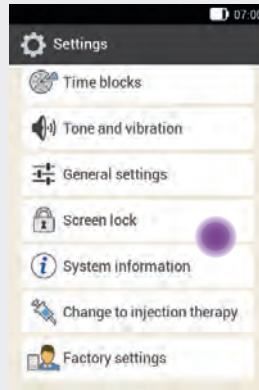 07:00
Settings
Time blocks
Tone and vibration
General settings
Screen lock
System information
Change to injection therapy
Factory settings